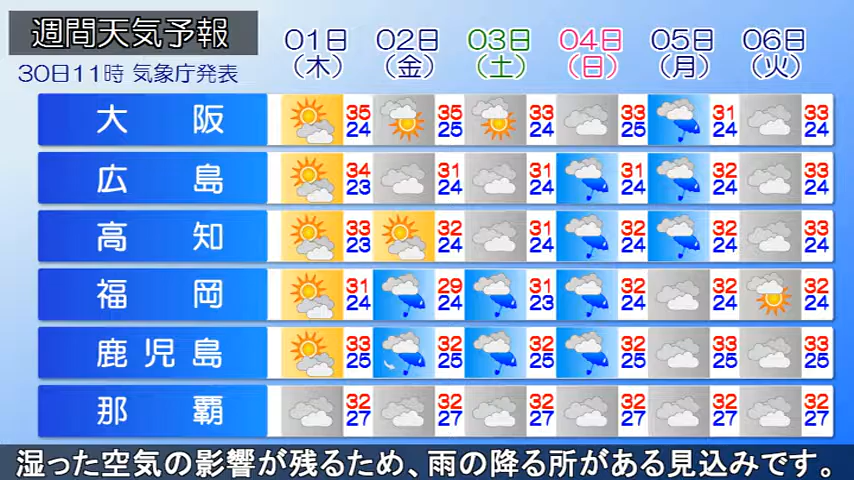 週間天気予報
30日11時 気象庁発表
01日 02日 03日 04日 05日 06日
（木） （金） （土） （日） （月） （火）
大阪 35 24 35 25 33 24 33 25 31 24 33 24
広島 34 23 31 24 31 24 31 24 32 24 33 24
高知 33 23 32 24 31 24 32 24 32 24 33 24
福岡 31 24 29 24 31 23 32 24 32 24 32 24
鹿児島 33 25 32 25 32 25 32 25 33 25 33 25
那覇 32 27 32 27 32 27 32 27 32 27 32 27
湿った空気の影響が残るため、雨の降る所がある見込みです。